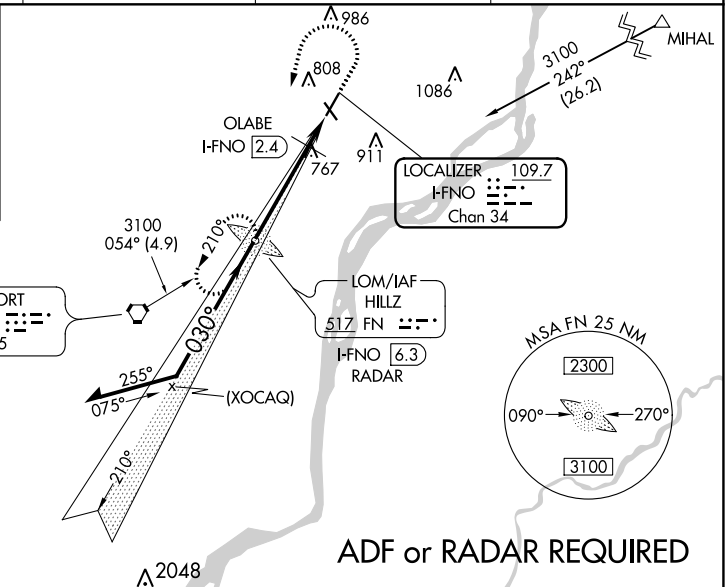 986
MIHAL
3100
242°
(26.2)
808
1086
OLABE
I-FNO 2.4
767
911
LOCALIZER 109.7
I-FNO
Chan 34
3100
054° (4.9)
210°
ORT
5
LOM/IAF
HILLZ
517 FN
I-FNO 6.3
RADAR
030°
255°
075°
(XOCAQ)
210°
MSA FN 25 NM
2300
090°
270°
3100
ADF or RADAR REQUIRED
2048